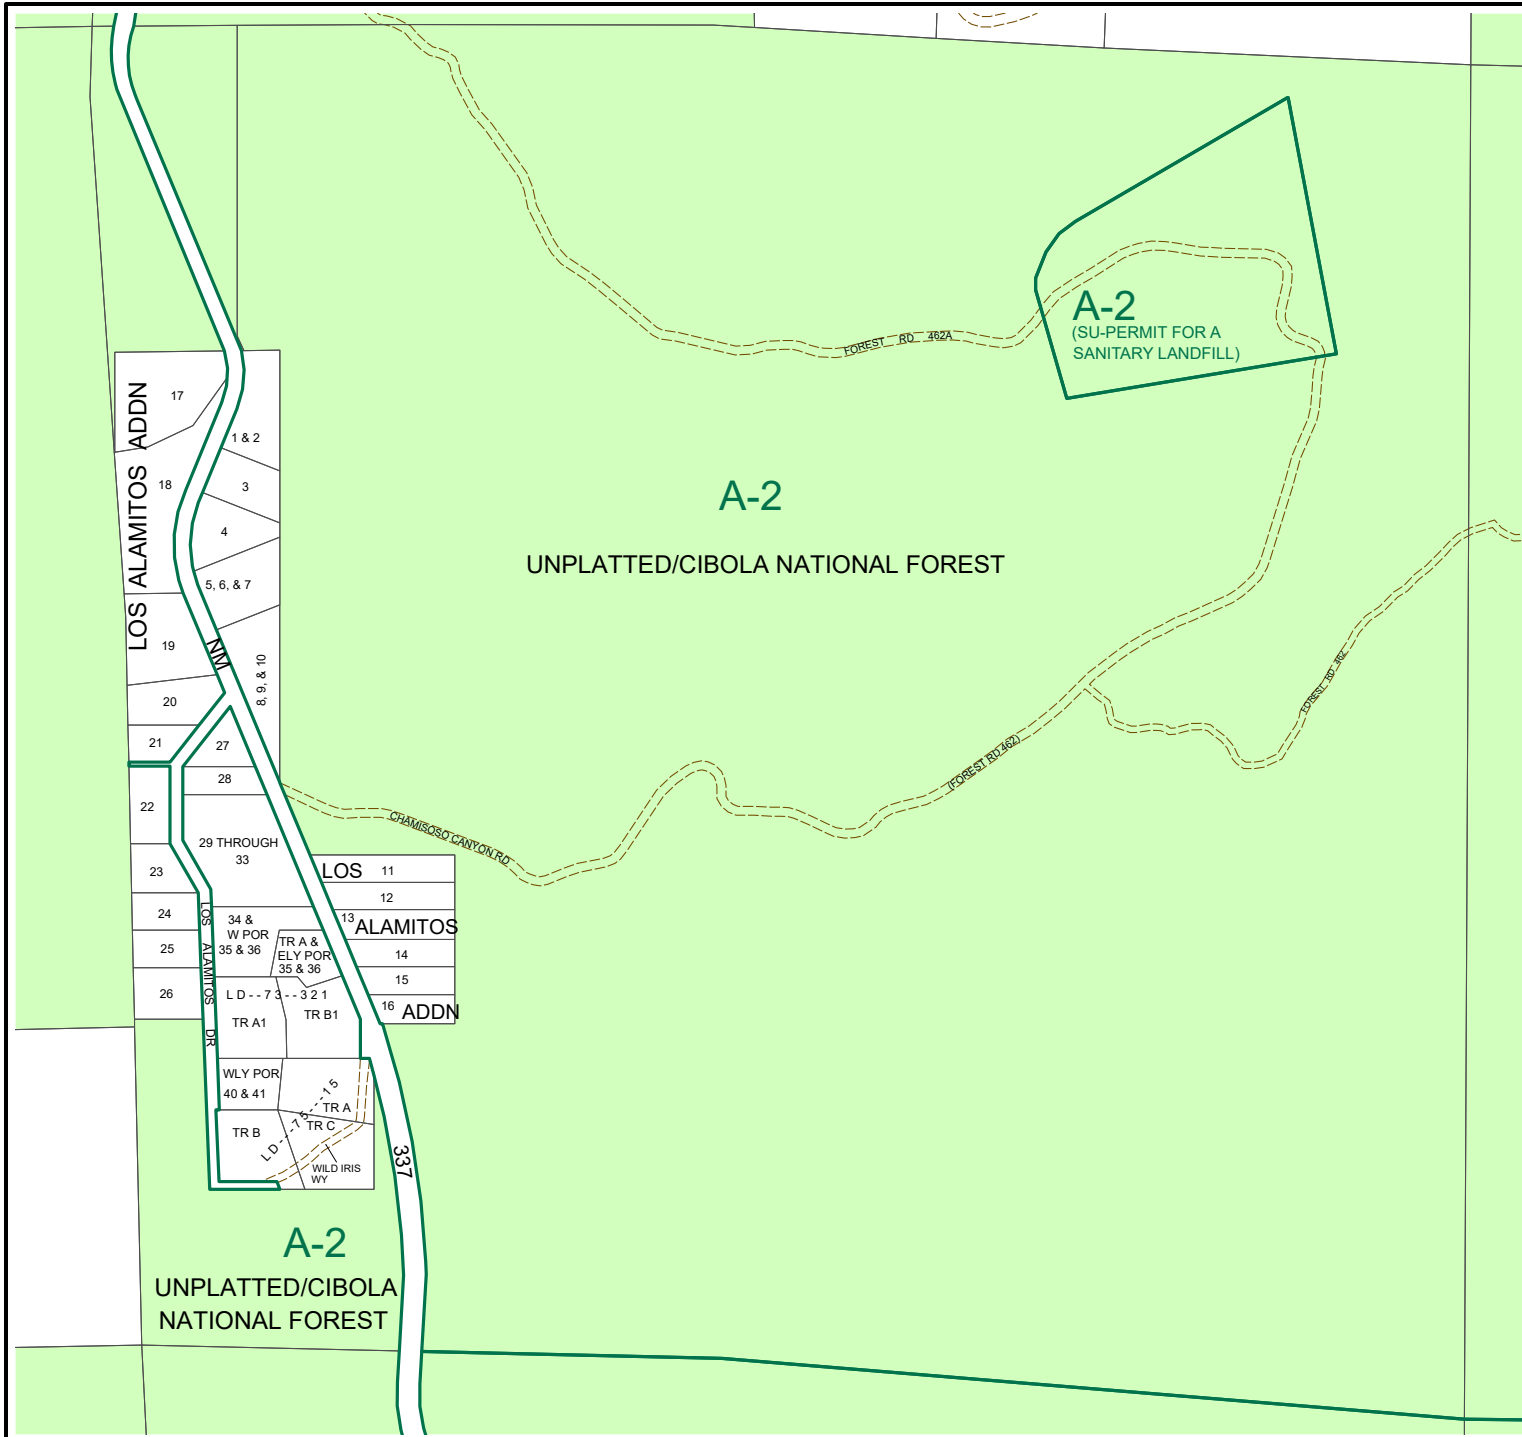 FOREST RD 462A
A-2
(SU-PERMIT FOR A
SANITARY LANDFILL)
A-2
UNPLATTED/CIBOLA NATIONAL FOREST
LOS ALAMITOS ADDN
17
1 & 2
18
3
4
5, 6, & 7
19
NM
8, 9, & 10
20
21
27
28
22
29 THROUGH
33
23
24
25
26
LOS ALAMITOS DR
34 &
W POR
35 & 36
TR A &
ELY POR
35 & 36
LD--73--321
TR A1
TR B1
WLY POR
40 & 41
LD---75---15
TR A
TR B
TR C
WILD IRIS
WY
337
LOS
11
12
13
ALAMITOS
14
15
16
ADDN
CHAMISOSO CANYON RD
(FOREST RD 462)
FOREST RD 462
A-2
UNPLATTED/CIBOLA
NATIONAL FOREST